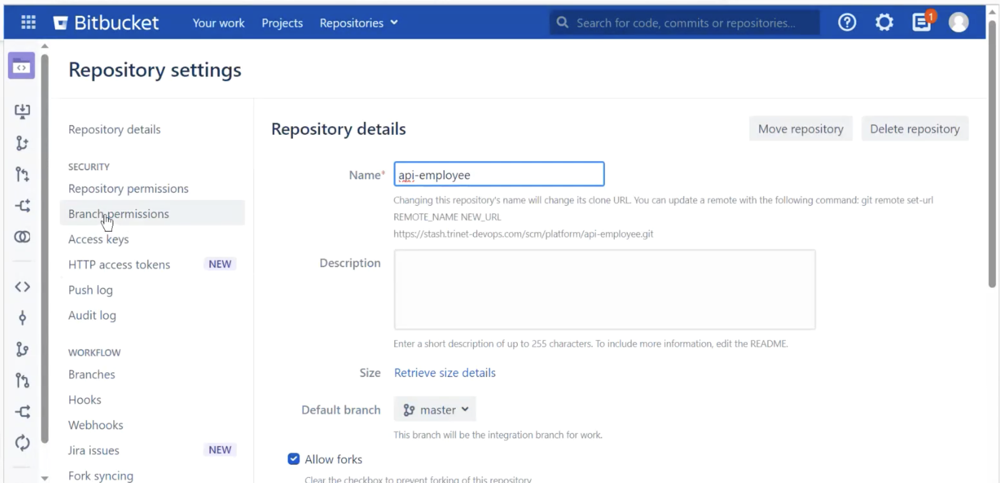 Bitbucket
Your work
Projects
Repositories
Search for code, commits or repositories...
1
Repository settings
Repository details
SECURITY
Repository permissions
Branch permissions
Access keys
HTTP access tokens NEW
Push log
Audit log
WORKFLOW
Branches
Hooks
Webhooks
Jira issues NEW
Fork syncing
Repository details
Move repository
Delete repository
Name* api-employee
Changing this repository's name will change its clone URL. You can update a remote with the following command: git remote set-url
REMOTE_NAME NEW_URL
https://stash.trinet-devops.com/scm/platform/api-employee.git
Description
Enter a short description of up to 255 characters. To include more information, edit the README.
Size Retrieve size details
Default branch master
This branch will be the integration branch for work.
Allow forks
Clear the checkbox to prevent forking of this repository